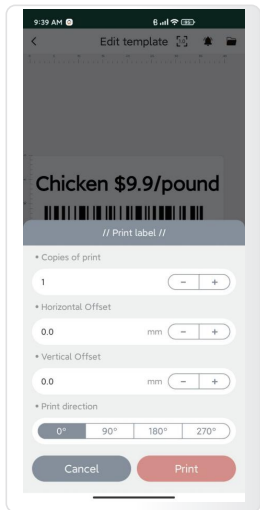 9:39 AM
Edit template
Chicken $9.9/pound
// Print label //
• Copies of print
1 - +
• Horizontal Offset
0.0 mm - +
• Vertical Offset
0.0 mm - +
• Print direction
0° 90° 180° 270°
Cancel Print